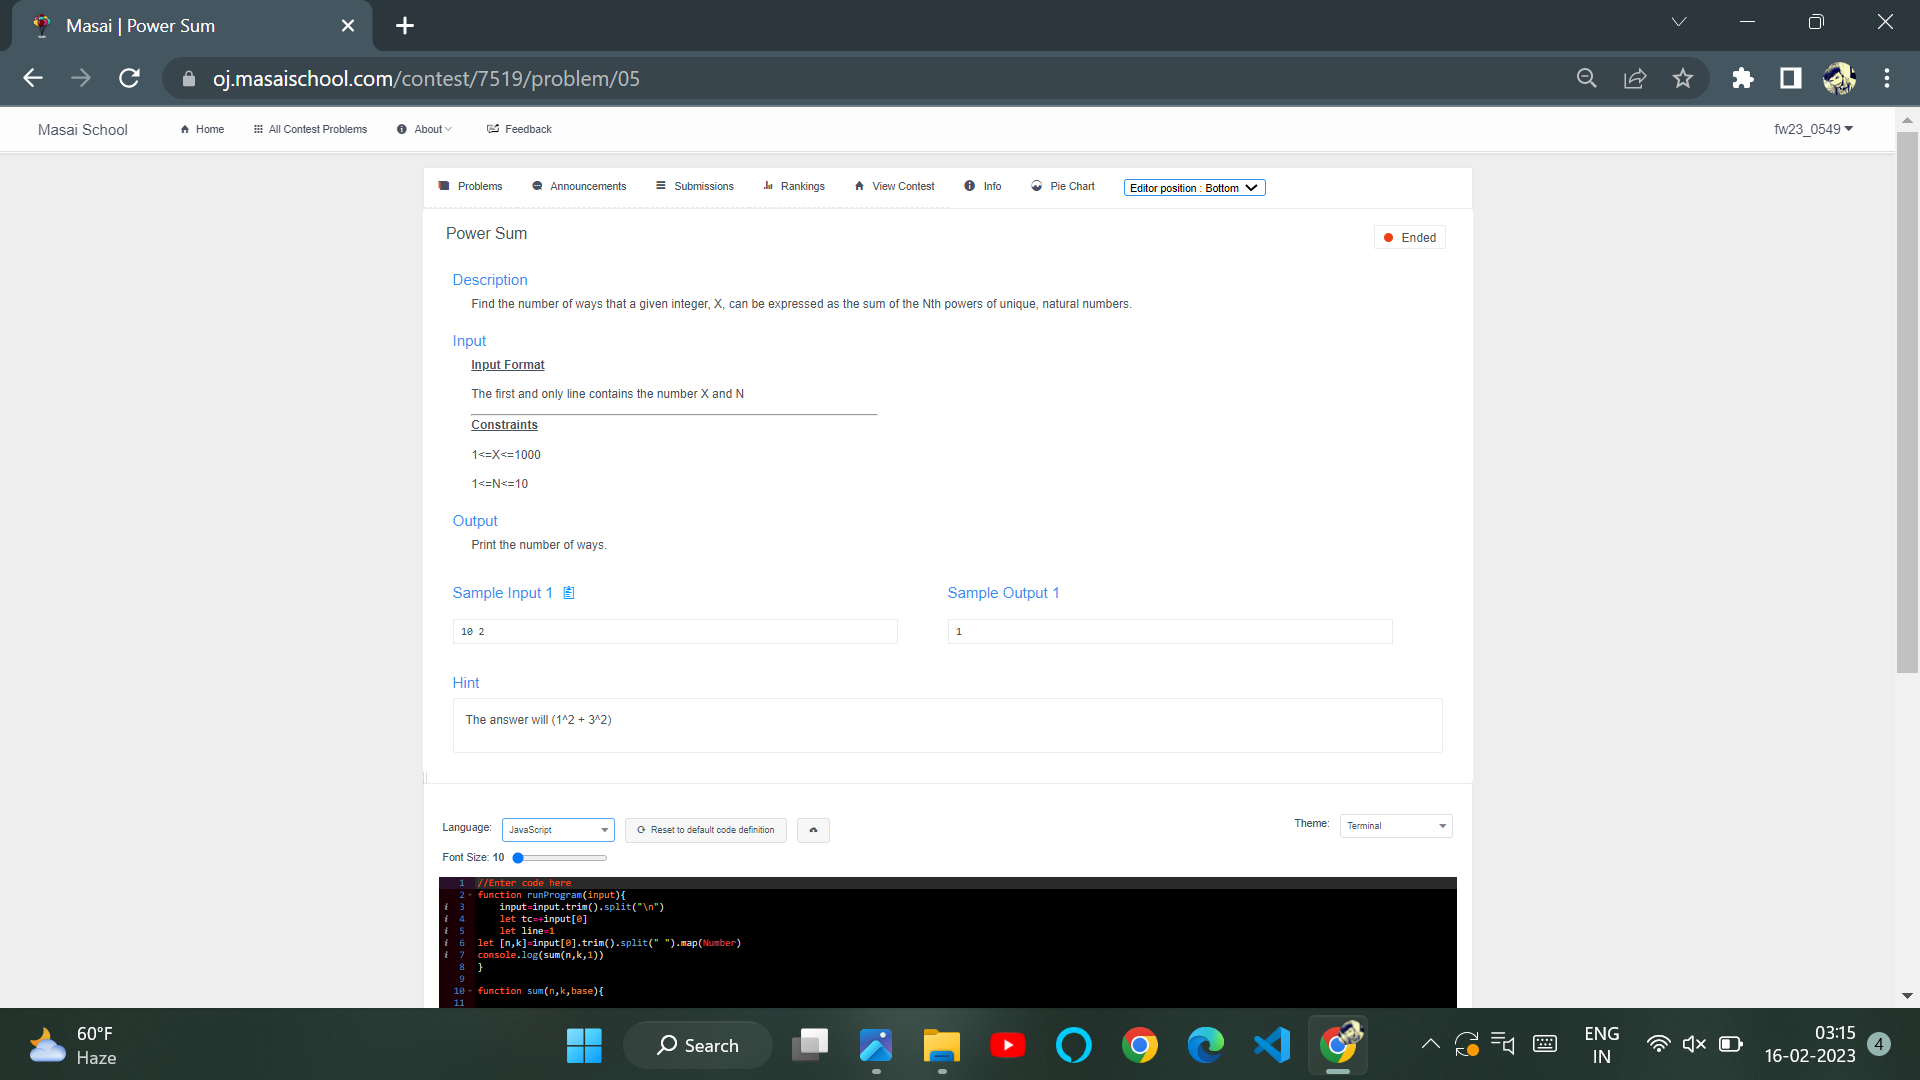 Masai | Power Sum
oj.masaischool.com/contest/7519/problem/05
Masai School Home All Contest Problems About Feedback fw23_0549
Problems Announcements Submissions Rankings View Contest Info Pie Chart Editor position : Bottom
Power Sum
Ended
Description
Find the number of ways that a given integer, X, can be expressed as the sum of the Nth powers of unique, natural numbers.
Input
Input Format
The first and only line contains the number X and N
Constraints
1<=X<=1000
1<=N<=10
Output
Print the number of ways.
Sample Input 1 Sample Output 1
10 2 1
Hint
The answer will (1^2 + 3^2)
Language: JavaScript Reset to default code definition Theme: Terminal
Font Size: 10
1 //Enter code here
2 function runProgram(input){
i 3 input=input.trim().split("\n")
i 4 let tc=+input[0]
i 5 let line=1
i 6 let [n,k]=input[0].trim().split(" ").map(Number)
i 7 console.log(sum(n,k,1))
8 }
9
10 function sum(n,k,base){
11
60°F
Haze
Search
ENG
IN
03:15
16-02-2023
4